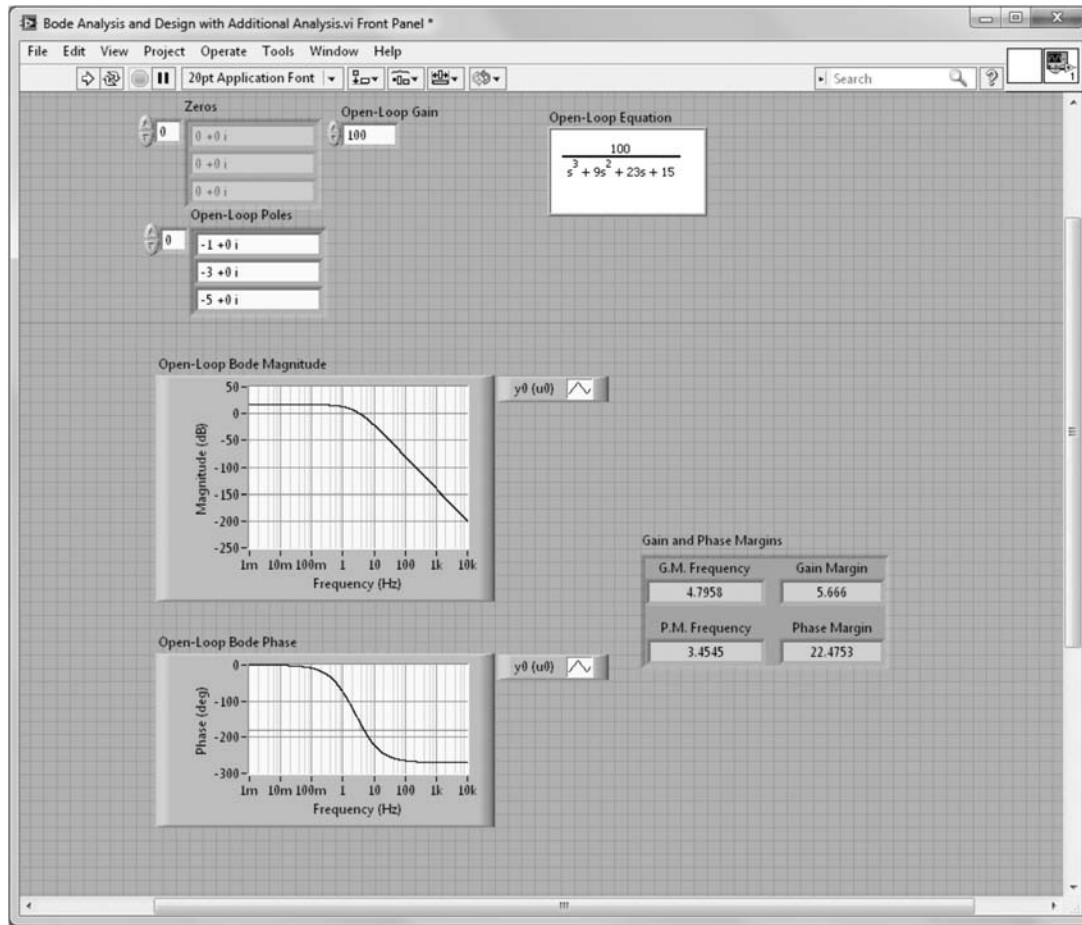 Bode Analysis and Design with Additional Analysis.vi Front Panel *
File Edit View Project Operate Tools Window Help
20pt Application Font
Search
1
Zeros
0
0 +0 i
0 +0 i
0 +0 i
Open-Loop Gain
100
Open-Loop Equation
100
s^3 + 9s^2 + 23s + 15
Open-Loop Poles
0
-1 +0 i
-3 +0 i
-5 +0 i
Open-Loop Bode Magnitude
y0 (u0)
Magnitude (dB)
50
0
-50
-100
-150
-200
-250
1m 10m 100m 1 10 100 1k 10k
Frequency (Hz)
Gain and Phase Margins
G.M. Frequency Gain Margin
4.7958 5.666
P.M. Frequency Phase Margin
3.4545 22.4753
Open-Loop Bode Phase
y0 (u0)
Phase (deg)
0
-100
-200
-300
1m 10m 100m 1 10 100 1k 10k
Frequency (Hz)